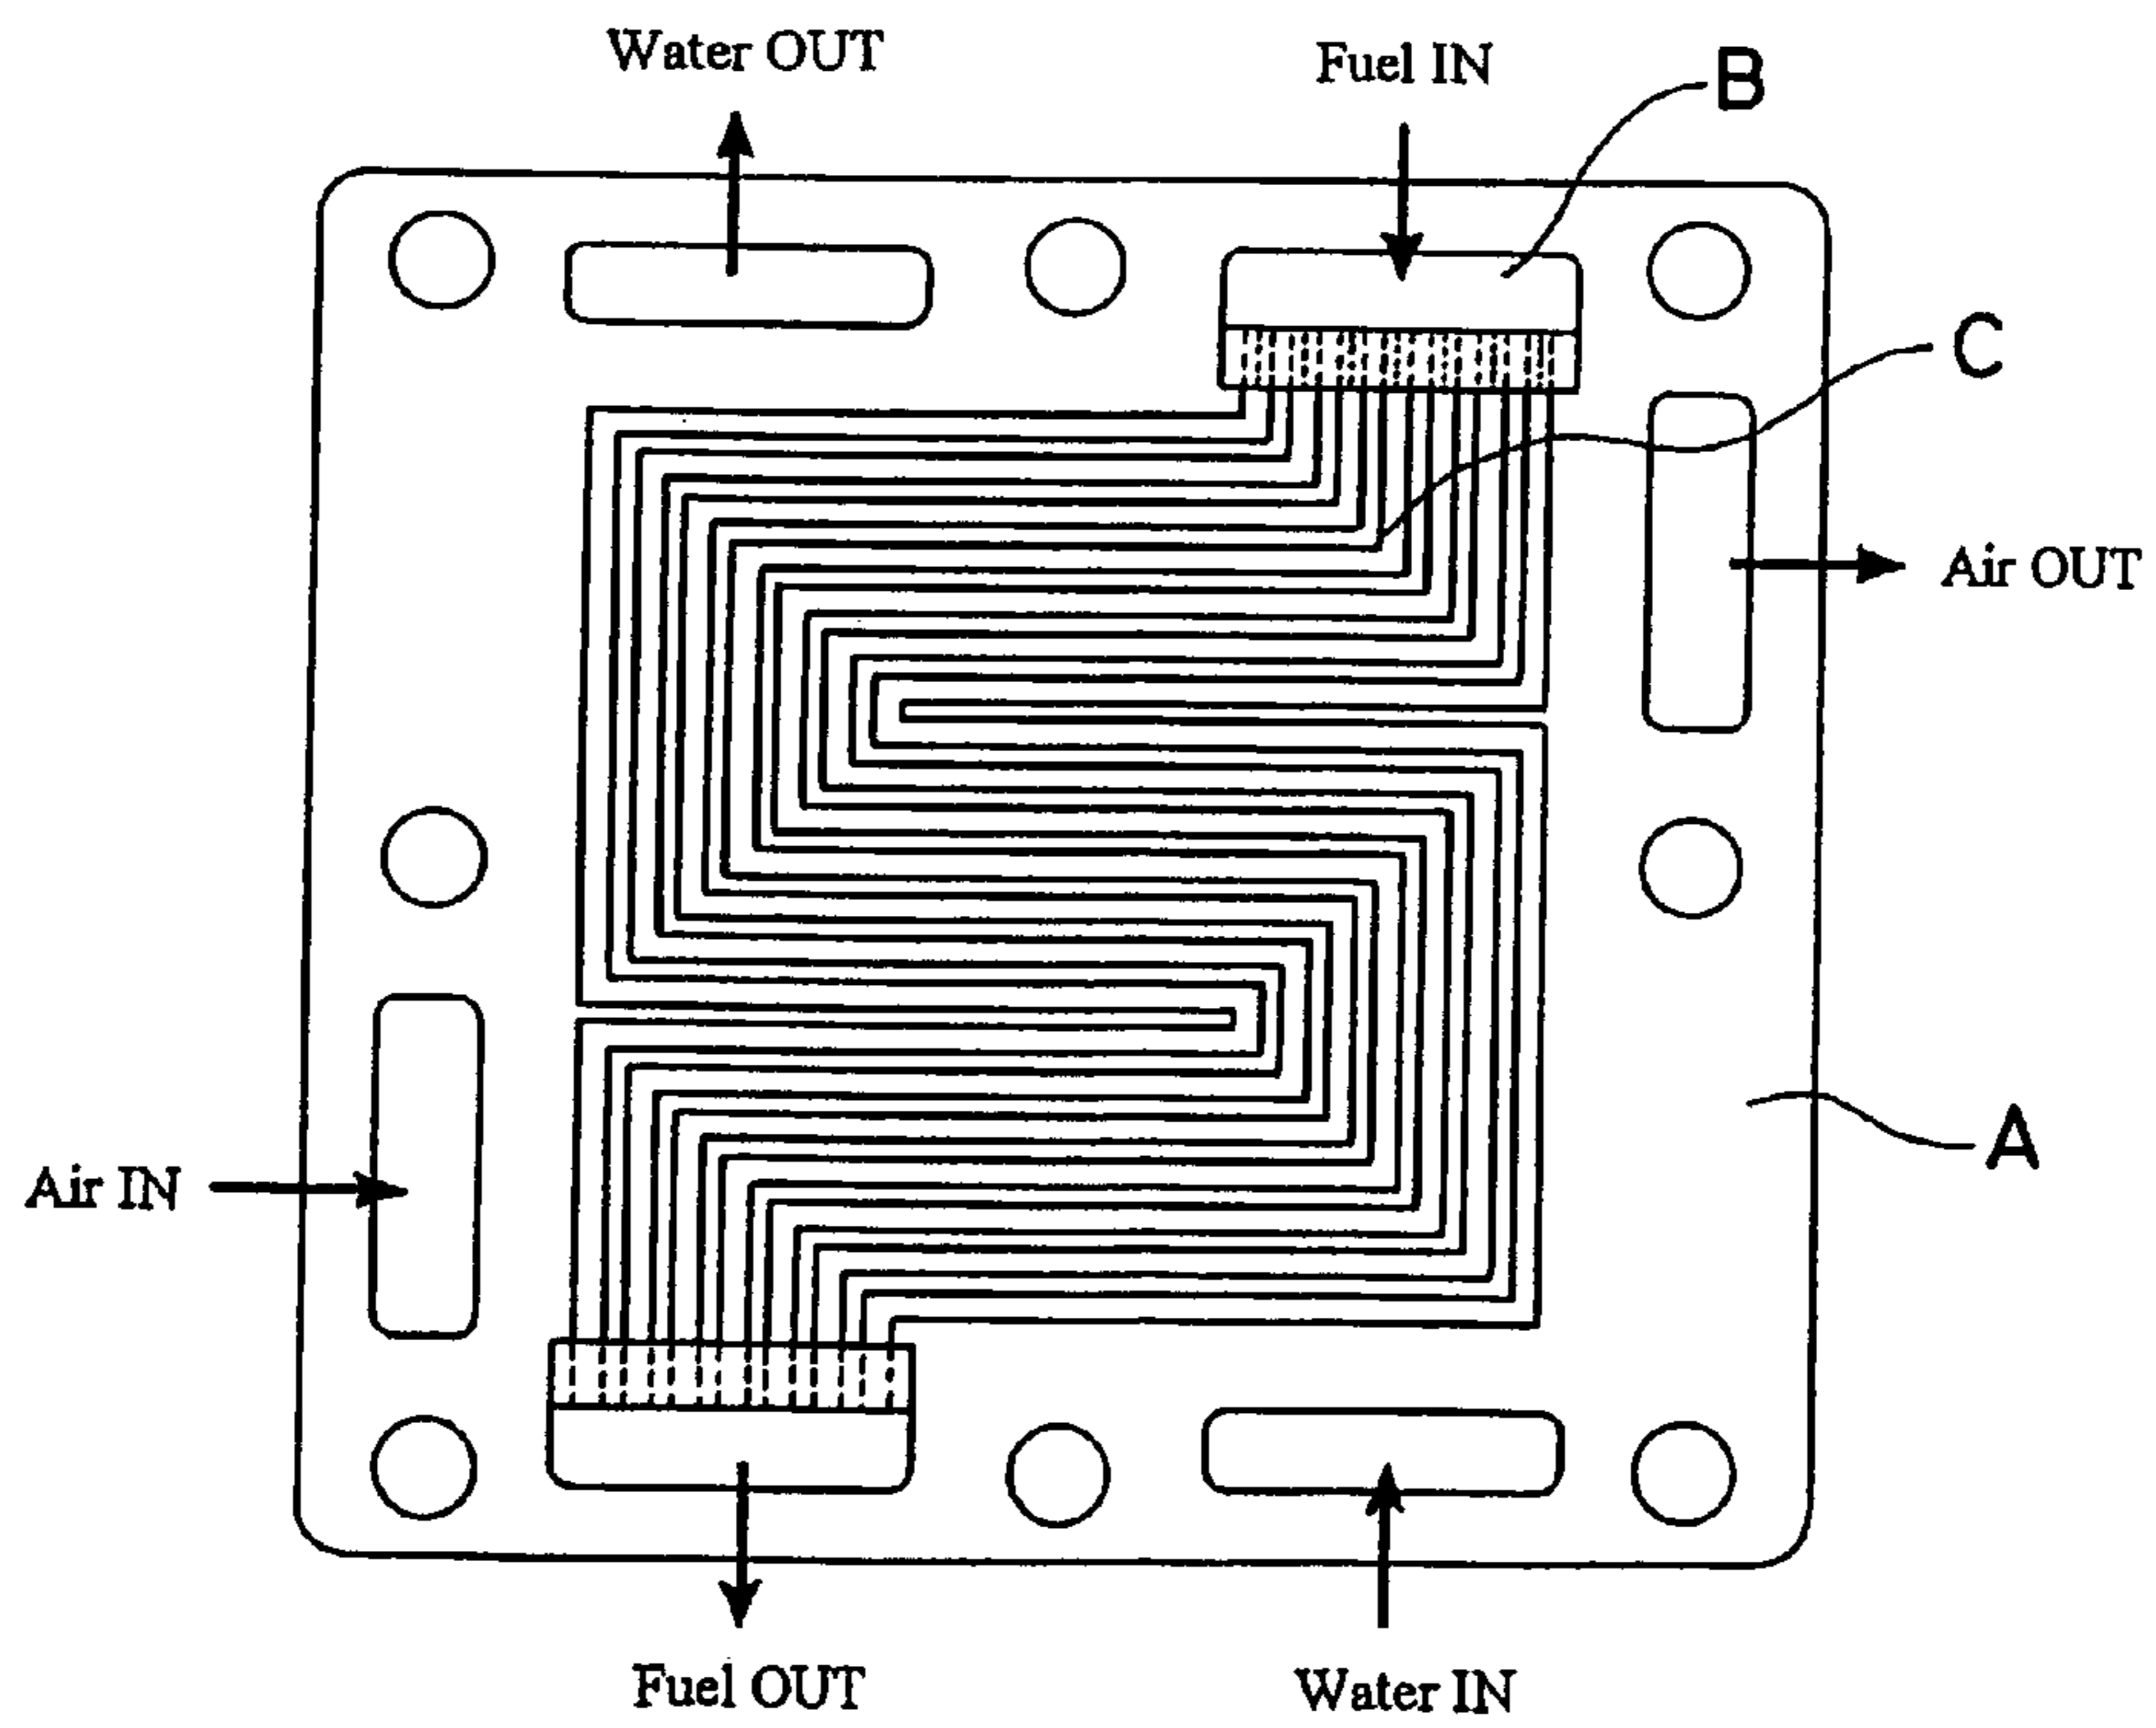 Water OUT
Fuel IN
B
C
Air OUT
A
Air IN
Fuel OUT
Water IN